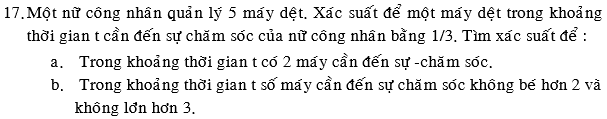 17. Một nữ công nhân quản lý 5 máy dệt. Xác suất để một máy dệt trong khoảng
thời gian t cần đến sự chăm sóc của nữ công nhân bằng 1/3. Tìm xác suất để :
a. Trong khoảng thời gian t có 2 máy cần đến sự -chăm sóc.
b. Trong khoảng thời gian t số máy cần đến sự chăm sóc không bé hơn 2 và
không lớn hơn 3.